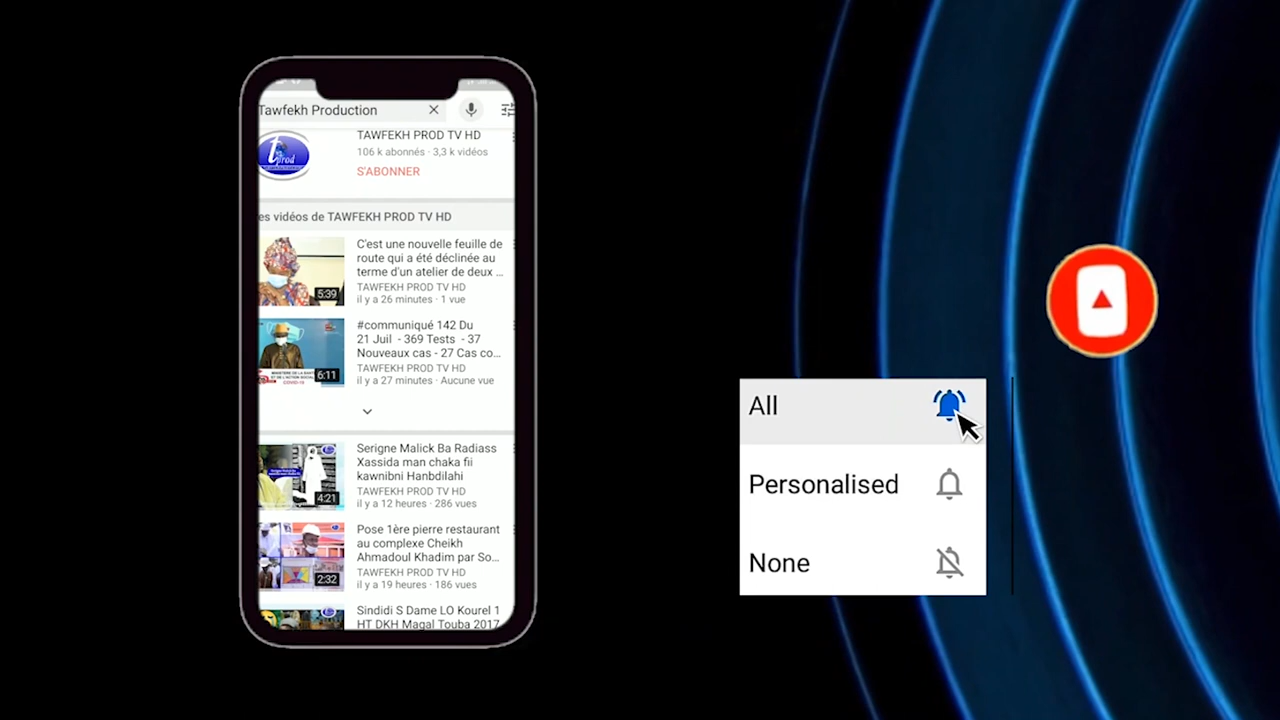 Tawfekh Production
TAWFEKH PROD TV HD
106 k abonnés · 3,3 k vidéos
S'ABONNER
tprod
es vidéo de TAWFEKH PROD TV HD
C'est une nouvelle feuille de
route qui a été déclinée au
terme d'un atelier de deux ...
TAWFEKH PROD TV HD
il y a 26 minutes · 1 vue
5:39
#communiqué 142 Du
21 Juil - 369 Tests - 37
Nouveaux cas - 27 Cas co...
TAWFEKH PROD TV HD
il y a 27 minutes · Aucune vue
6:11
Serigne Malick Ba Radiass
Xassida man chaka fii
kawnibni Hanbdilahi
TAWFEKH PROD TV HD
il y a 12 heures · 286 vues
4:21
Pose 1ère pierre restaurant
au complexe Cheikh
Ahmadoul Khadim par So...
TAWFEKH PROD TV HD
il y a 19 heures · 186 vues
2:32
Sindidi S Dame LO Kourel 1
HT DKH Magal Touba 2017
All
Personalised
None